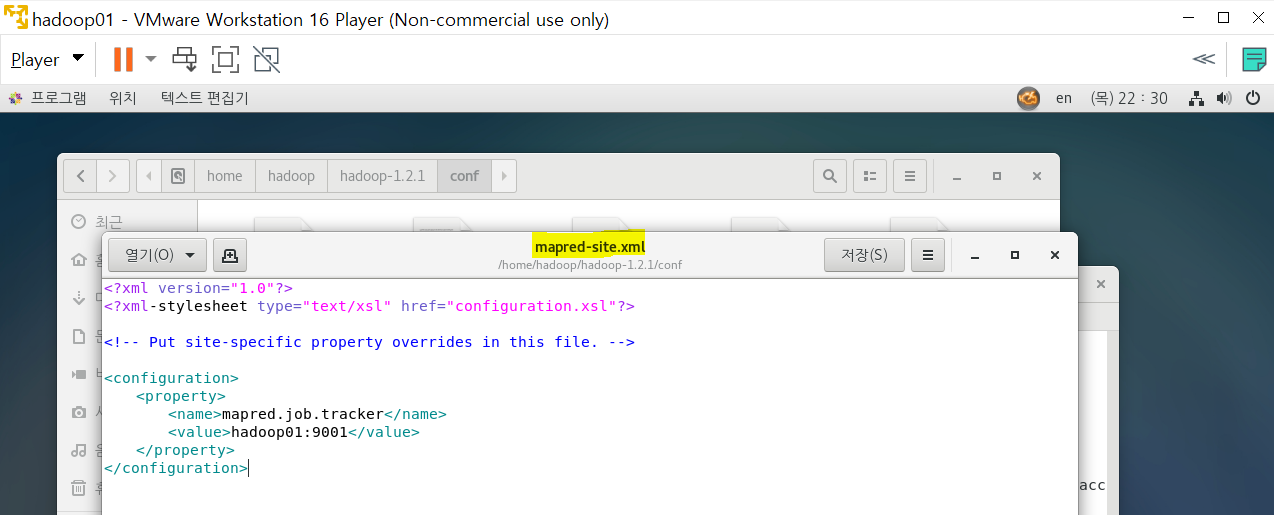 hadoop01 - VMware Workstation 16 Player (Non-commercial use only)
Player
프로그램 위치 텍스트 편집기 en (목) 22 : 30
home hadoop hadoop-1.2.1 conf
최근
열기(O) mapred-site.xml 저장(S)
/home/hadoop/hadoop-1.2.1/conf
<?xml version="1.0"?>
<?xml-stylesheet type="text/xsl" href="configuration.xsl"?>
<!-- Put site-specific property overrides in this file. -->
<configuration>
<property>
<name>mapred.job.tracker</name>
<value>hadoop01:9001</value>
</property>
</configuration>
acc